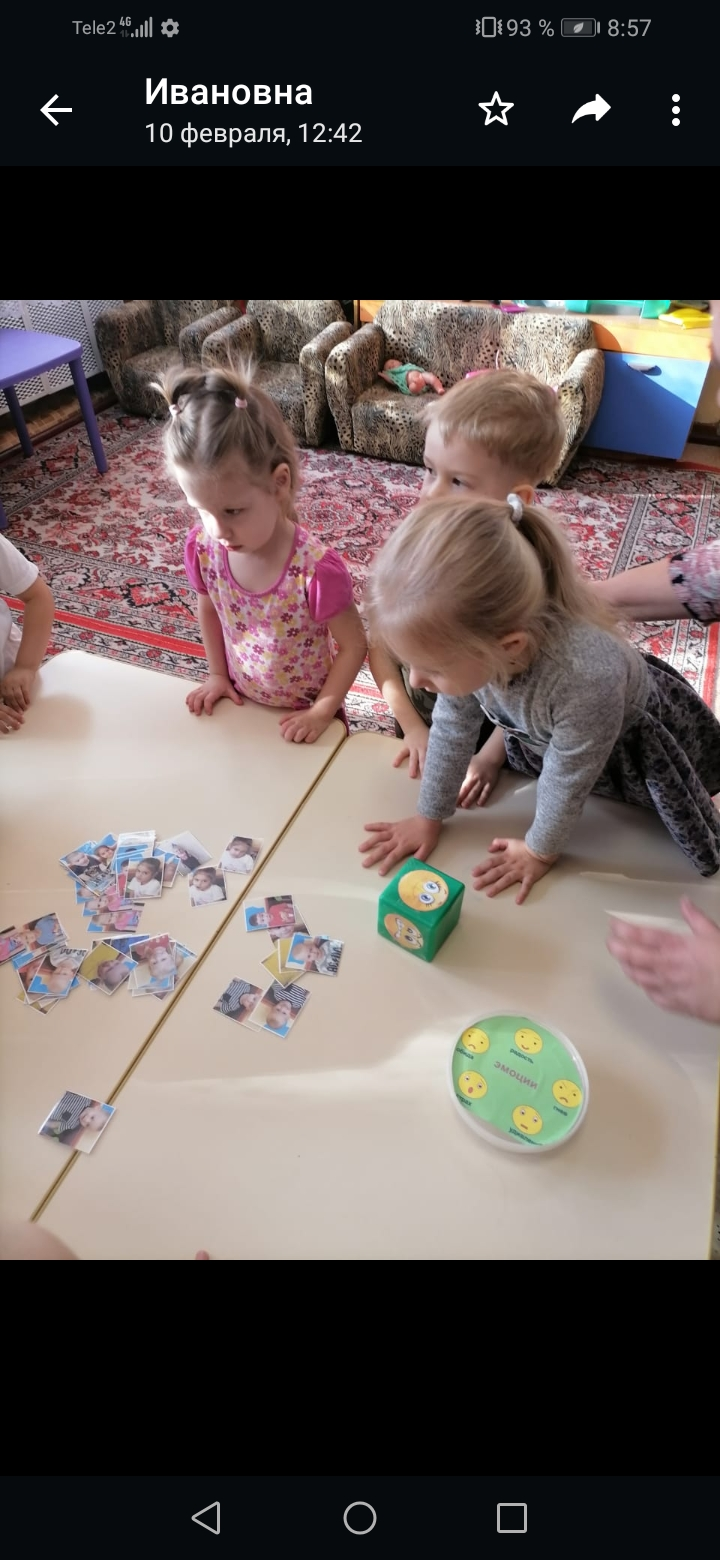 Tele2 4G 93 % 8:57
Ивановна
10 февраля, 12:42
радость
ЭМОЦИИ